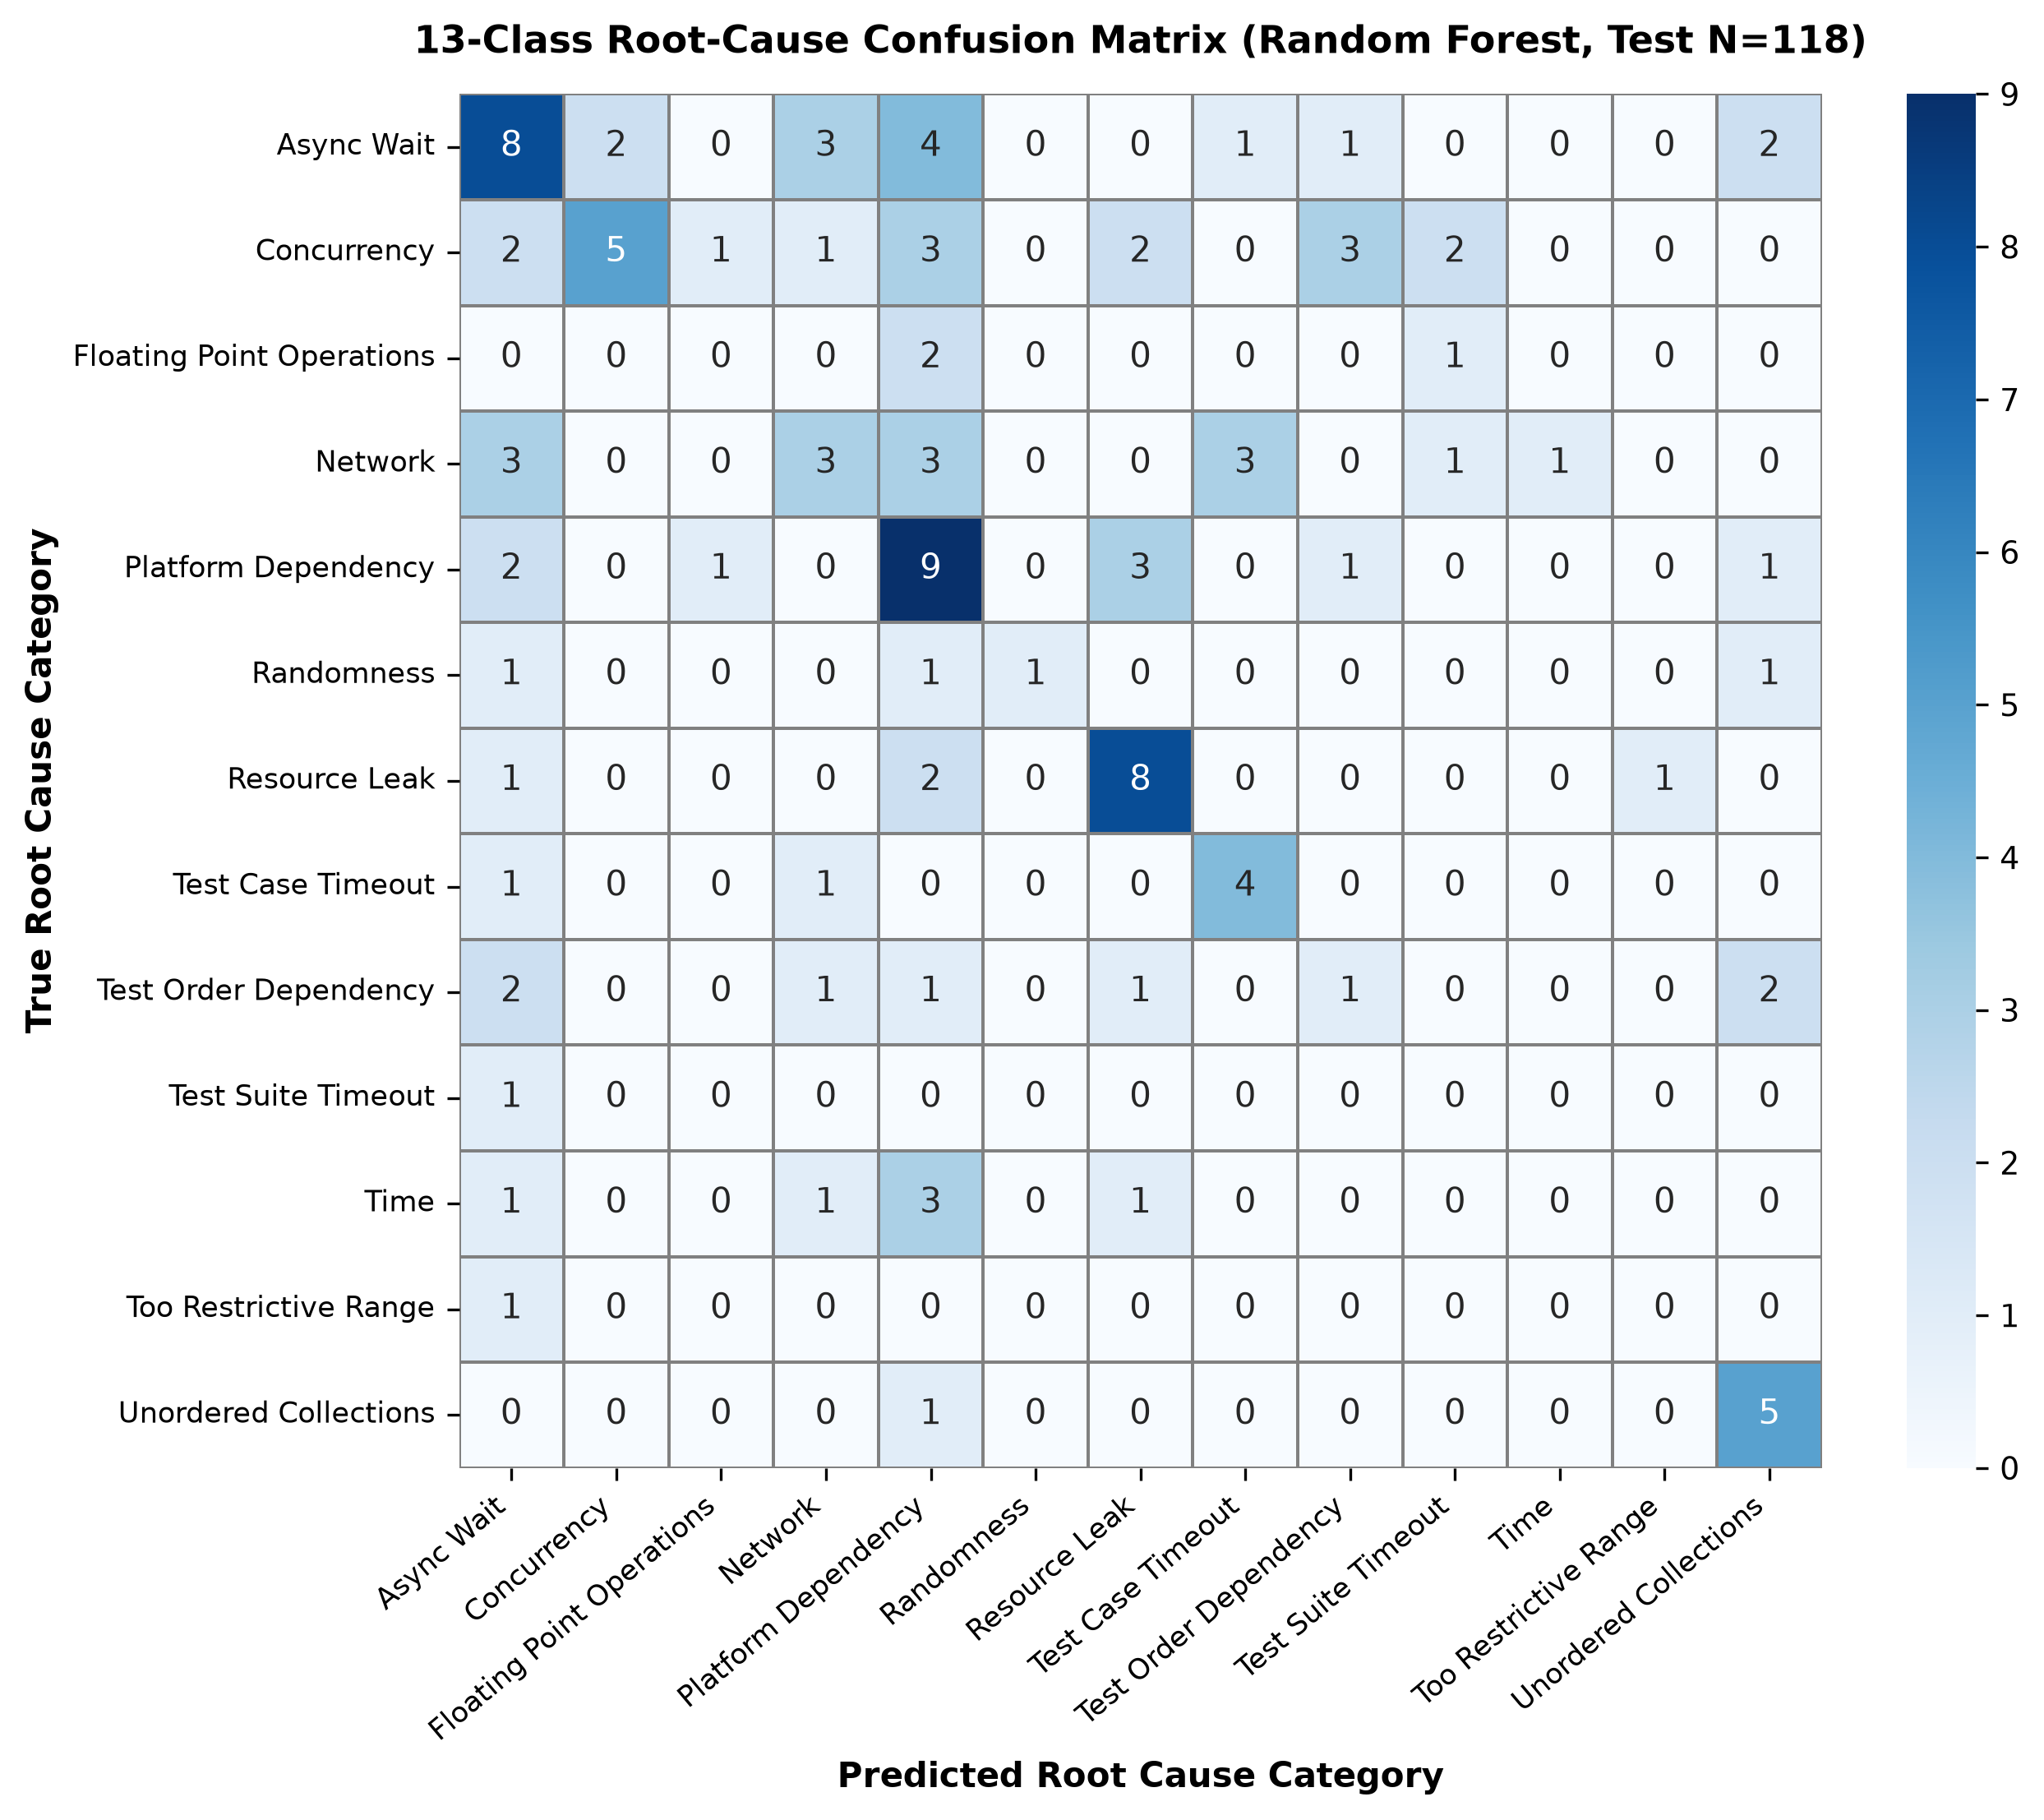 13-Class Root-Cause Confusion Matrix (Random Forest, Test N=118)
True Root Cause Category
Async Wait 8 2 0 3 4 0 0 1 1 0 0 0 2
Concurrency 2 5 1 1 3 0 2 0 3 2 0 0 0
Floating Point Operations 0 0 0 0 2 0 0 0 0 1 0 0 0
Network 3 0 0 3 3 0 0 3 0 1 1 0 0
Platform Dependency 2 0 1 0 9 0 3 0 1 0 0 0 1
Randomness 1 0 0 0 1 1 0 0 0 0 0 0 1
Resource Leak 1 0 0 0 2 0 8 0 0 0 0 1 0
Test Case Timeout 1 0 0 1 0 0 0 4 0 0 0 0 0
Test Order Dependency 2 0 0 1 1 0 1 0 1 0 0 0 2
Test Suite Timeout 1 0 0 0 0 0 0 0 0 0 0 0 0
Time 1 0 0 1 3 0 1 0 0 0 0 0 0
Too Restrictive Range 1 0 0 0 0 0 0 0 0 0 0 0 0
Unordered Collections 0 0 0 0 1 0 0 0 0 0 0 0 5
Async Wait
Concurrency
Floating Point Operations
Network
Platform Dependency
Randomness
Resource Leak
Test Case Timeout
Test Order Dependency
Test Suite Timeout
Time
Too Restrictive Range
Unordered Collections
Predicted Root Cause Category
9
8
7
6
5
4
3
2
1
0